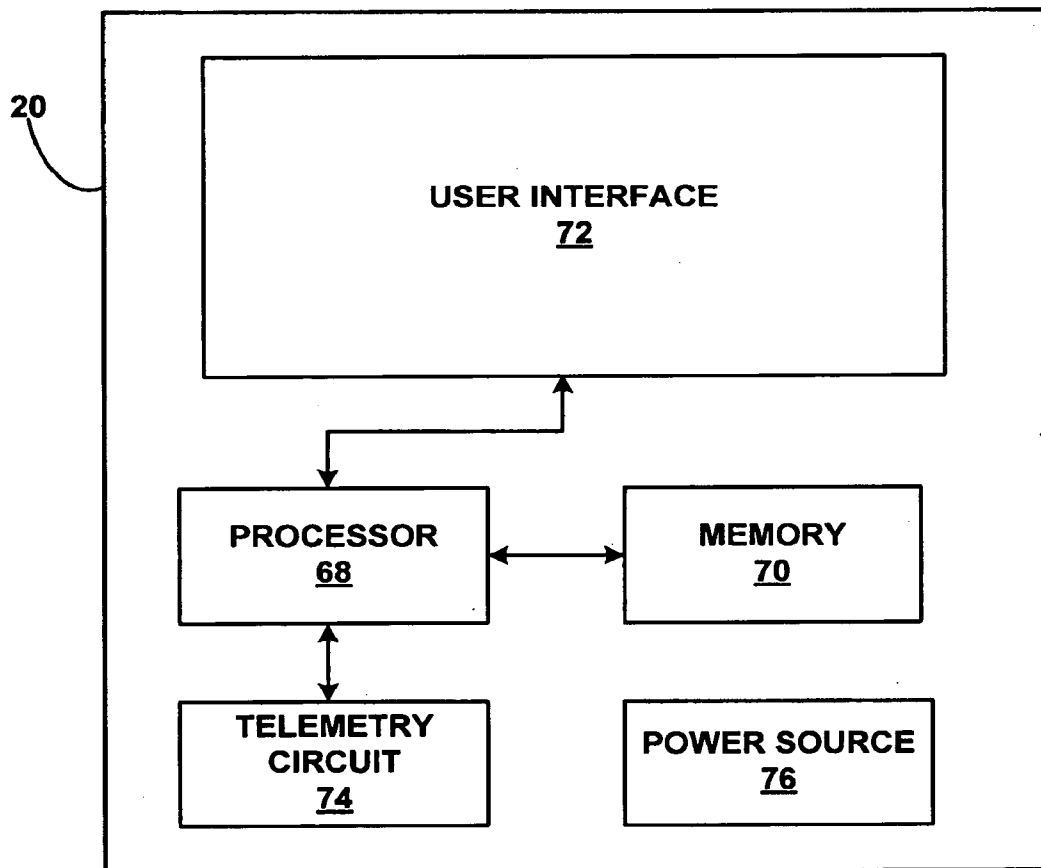 20
USER INTERFACE
72
PROCESSOR
68
MEMORY
70
TELEMETRY
CIRCUIT
74
POWER SOURCE
76